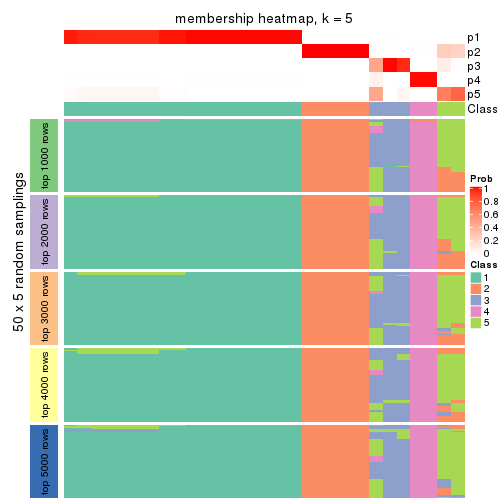 membership heatmap, k = 5
p1
p2
p3
p4
p5
Class
50 x 5 random samplings
top 1000 rows
top 2000 rows
top 3000 rows
top 4000 rows
top 5000 rows
Prob
1
0.8
0.6
0.4
0.2
0
Class
1
2
3
4
5